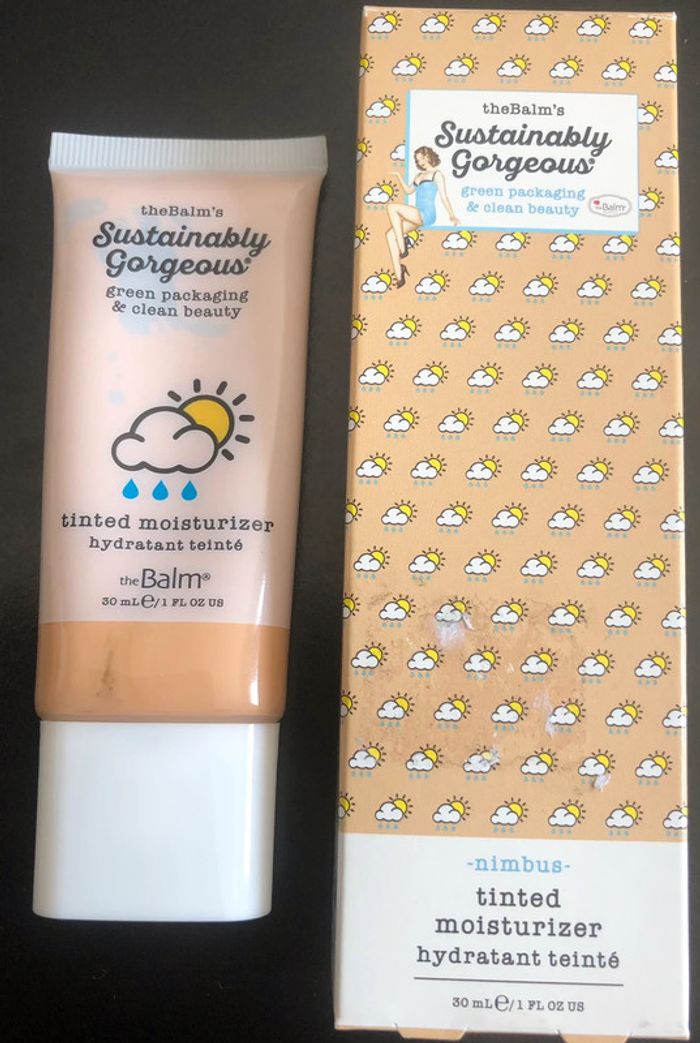 theBalm's
Sustainably
Gorgeous®
green packaging
& clean beauty
tinted moisturizer
hydratant teinté
theBalm®
30 mL e/1 FL OZ US
theBalm's
Sustainably
Gorgeous®
green packaging
& clean beauty
theBalm®
-nimbus-
tinted
moisturizer
hydratant teinté
30 mL e/1 FL OZ US